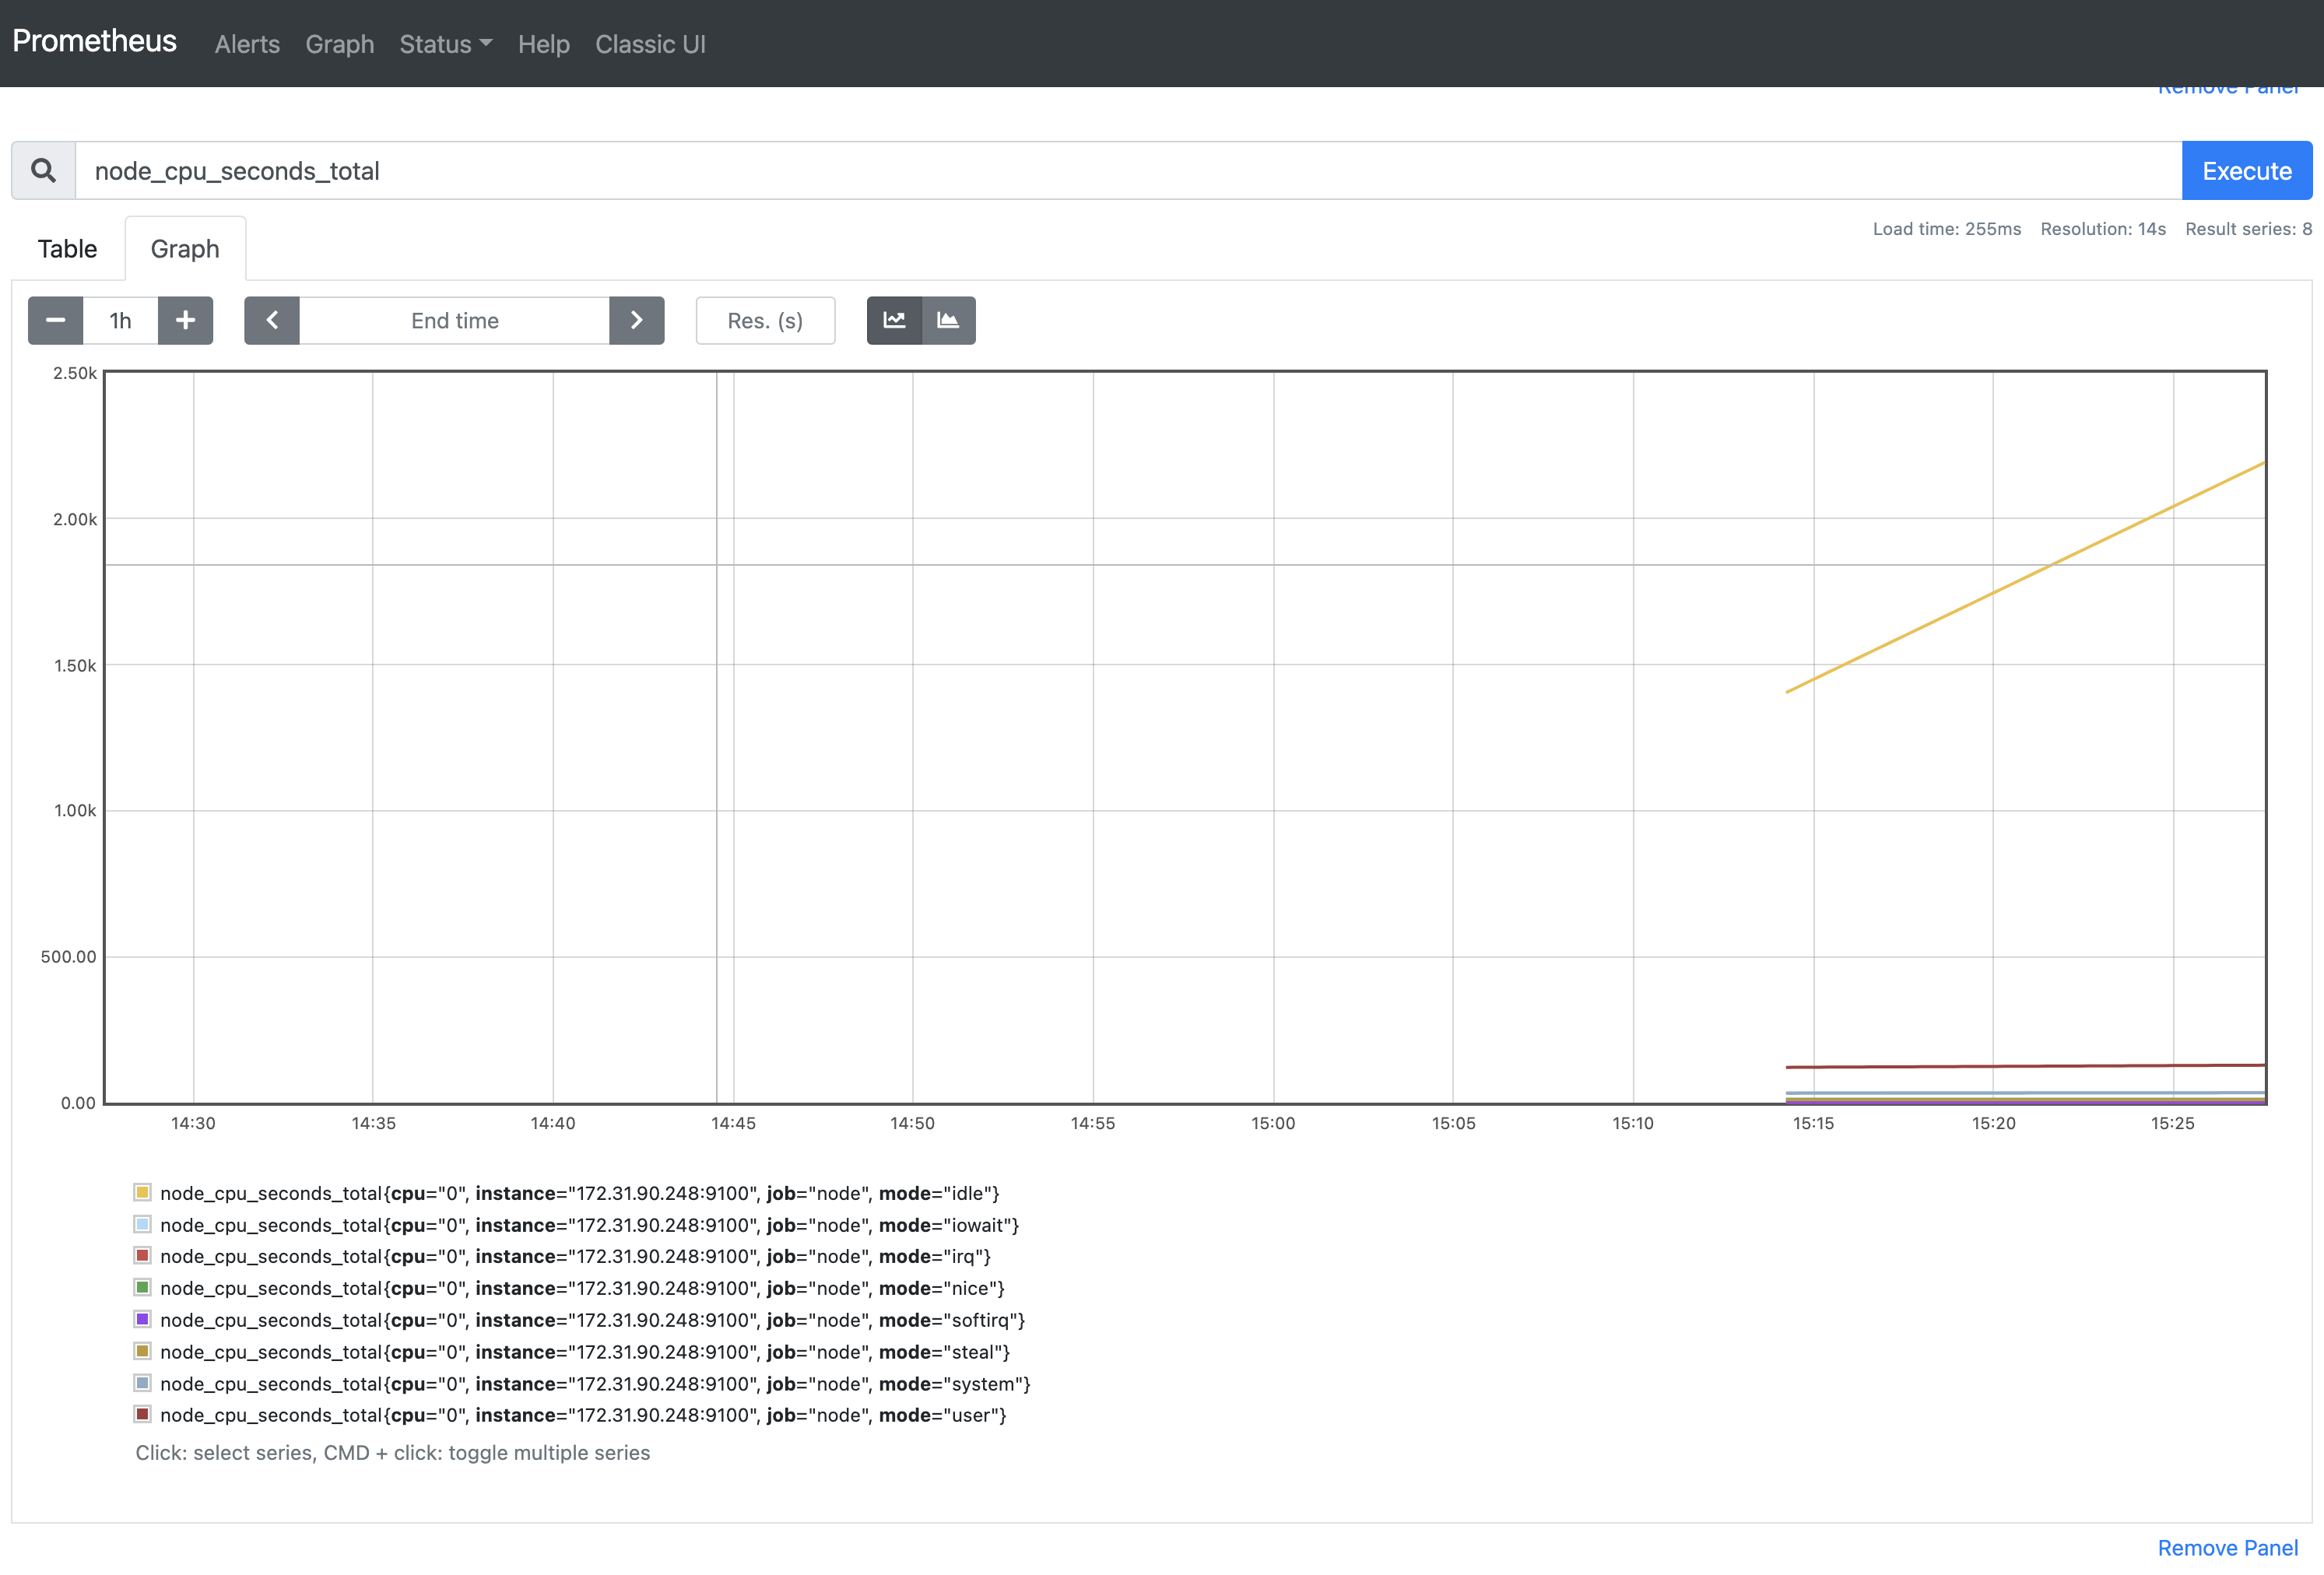 Prometheus Alerts Graph Status Help Classic UI
Remove Panel
node_cpu_seconds_total Execute
Load time: 255ms Resolution: 14s Result series: 8
Table Graph
1h End time Res. (s)
2.50k
2.00k
1.50k
1.00k
500.00
0.00
14:30 14:35 14:40 14:45 14:50 14:55 15:00 15:05 15:10 15:15 15:20 15:25
node_cpu_seconds_total{cpu="0", instance="172.31.90.248:9100", job="node", mode="idle"}
node_cpu_seconds_total{cpu="0", instance="172.31.90.248:9100", job="node", mode="iowait"}
node_cpu_seconds_total{cpu="0", instance="172.31.90.248:9100", job="node", mode="irq"}
node_cpu_seconds_total{cpu="0", instance="172.31.90.248:9100", job="node", mode="nice"}
node_cpu_seconds_total{cpu="0", instance="172.31.90.248:9100", job="node", mode="softirq"}
node_cpu_seconds_total{cpu="0", instance="172.31.90.248:9100", job="node", mode="steal"}
node_cpu_seconds_total{cpu="0", instance="172.31.90.248:9100", job="node", mode="system"}
node_cpu_seconds_total{cpu="0", instance="172.31.90.248:9100", job="node", mode="user"}
Click: select series, CMD + click: toggle multiple series
Remove Panel